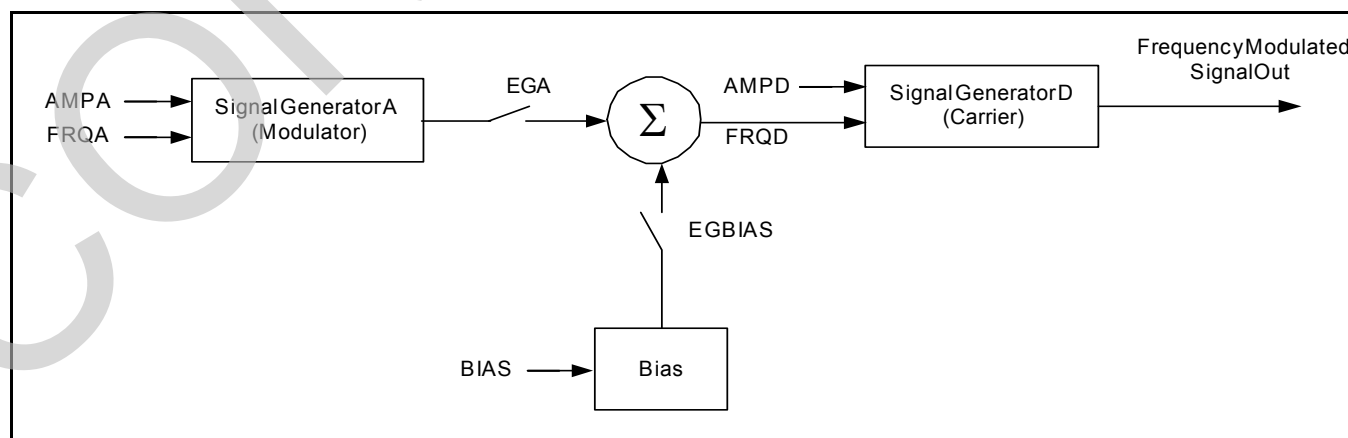 FrequencyModulated
SignalOut
AMPA
FRQA
SignalGeneratorA
(Modulator)
EGA
Σ
AMPD
FRQD
SignalGeneratorD
(Carrier)
EGBIAS
BIAS
Bias